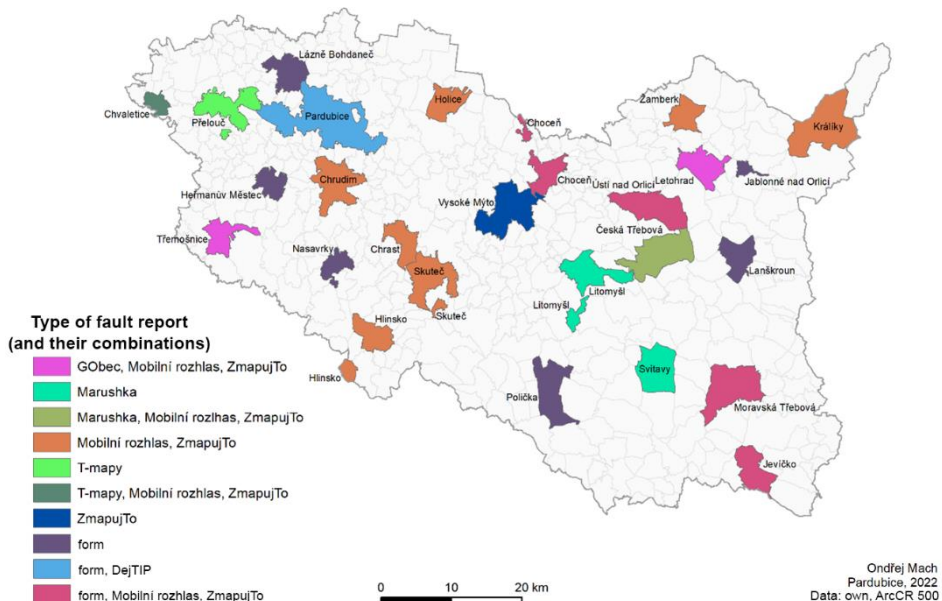 Lázně Bohdaneč
Chvaletice
Přelouč
Pardubice
Holice
Choceň
Žamberk
Králíky
Heřmanův Městec
Chrudim
Vysoké Mýto
Choceň
Ústí nad Orlicí
Letohrad
Jablonné nad Orlicí
Třemošnice
Nasavrky
Chrast
Skuteč
Skuteč
Česká Třebová
Lanškroun
Litomyšl
Litomyšl
Hlinsko
Hlinsko
Polička
Svitavy
Moravská Třebová
Jevíčko
Type of fault report
(and their combinations)
GObec, Mobilní rozhlas, ZmapujTo
Marushka
Marushka, Mobilní rozlhas, ZmapujTo
Mobilní rozhlas, ZmapujTo
T-mapy
T-mapy, Mobilní rozhlas, ZmapujTo
ZmapujTo
form
form, DejTIP
form, Mobilní rozhlas, ZmapujTo
0 10 20 km
Ondřej Mach
Pardubice, 2022
Data: own, ArcCR 500